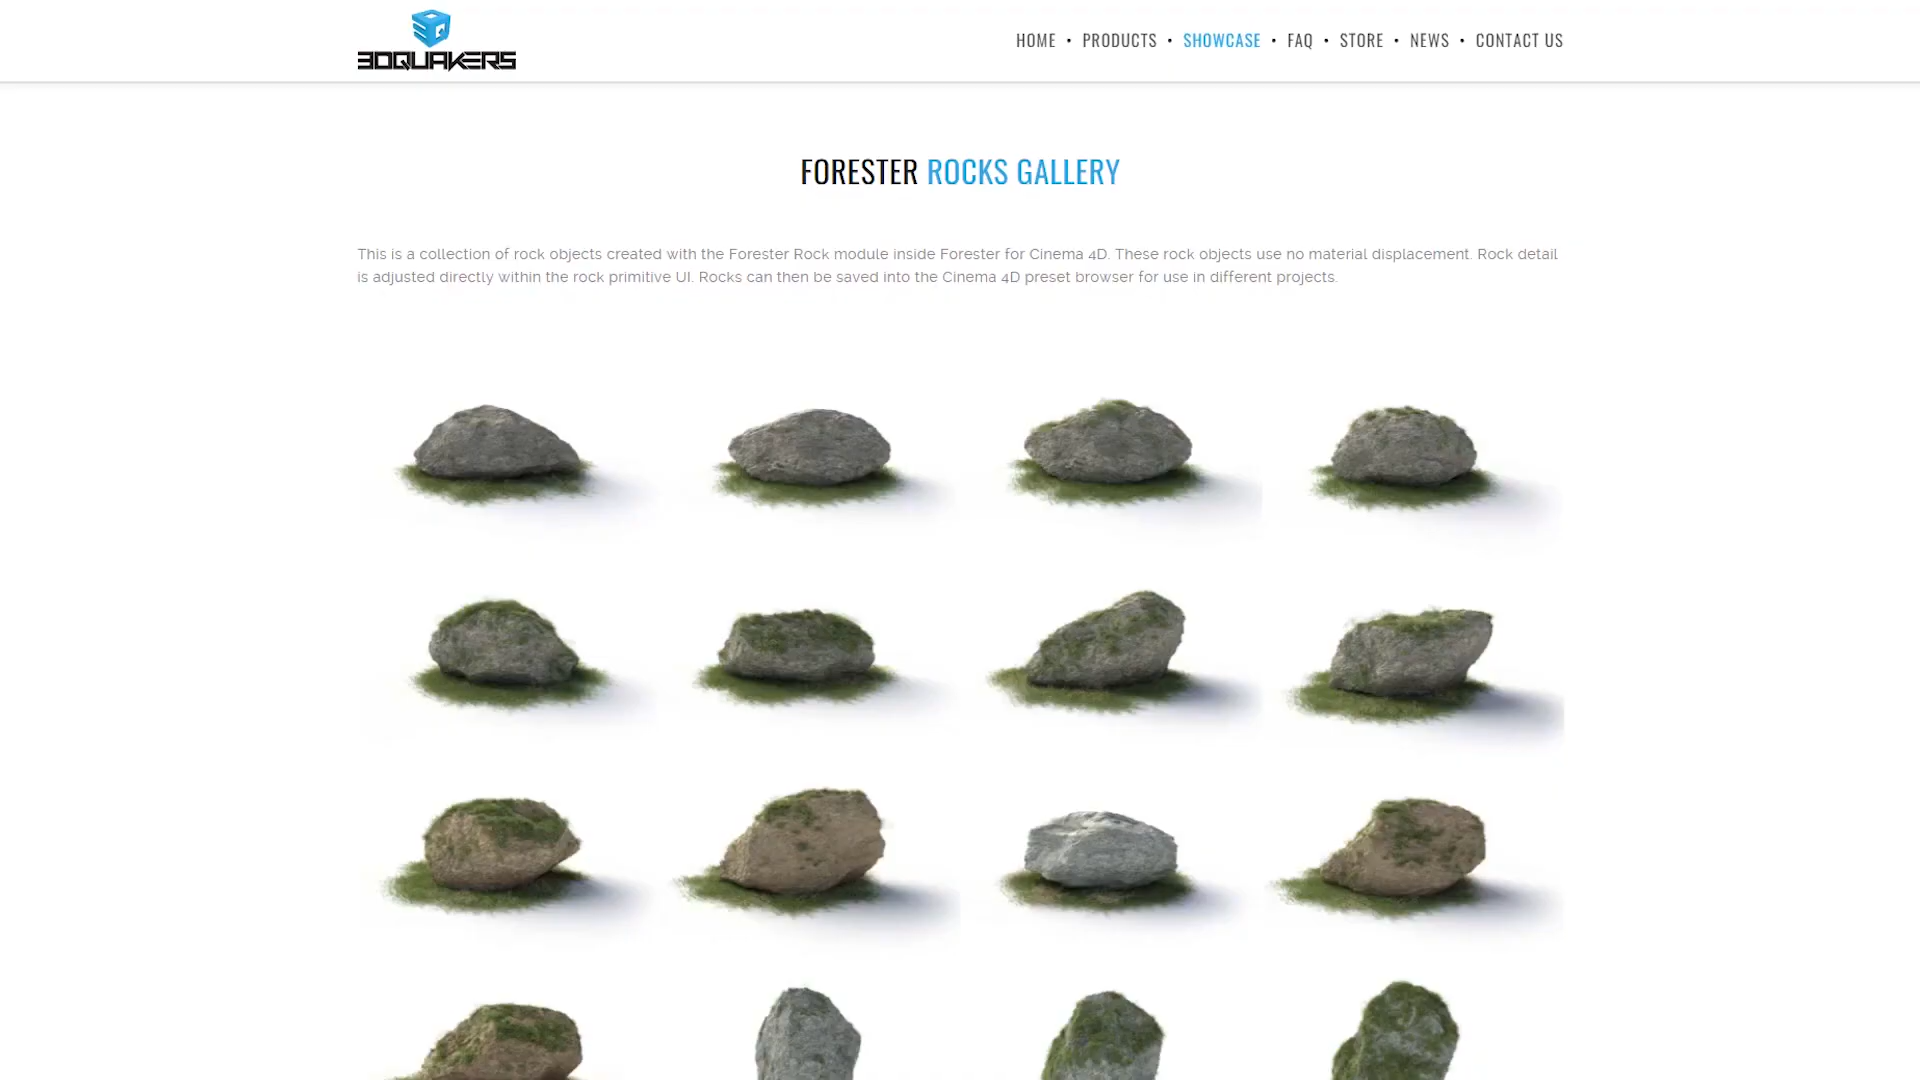 3DQUAKERS
HOME • PRODUCTS • SHOWCASE • FAQ • STORE • NEWS • CONTACT US
FORESTER ROCKS GALLERY
This is a collection of rock objects created with the Forester Rock module inside Forester for Cinema 4D. These rock objects use no material displacement. Rock detail
is adjusted directly within the rock primitive UI. Rocks can then be saved into the Cinema 4D preset browser for use in different projects.